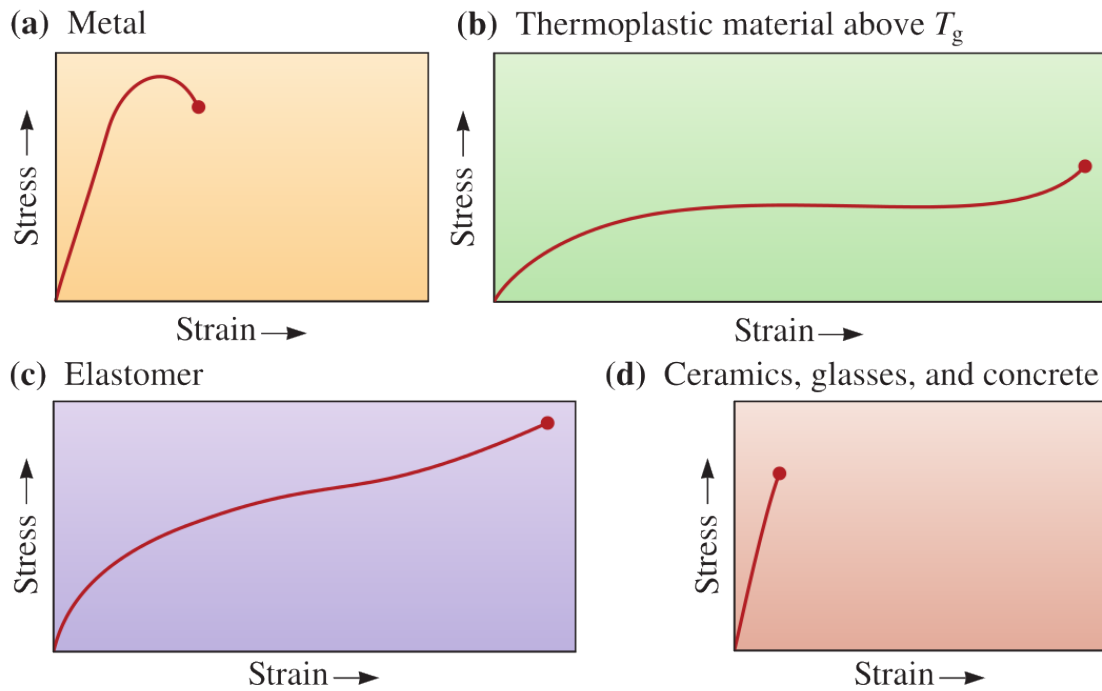 (a) Metal
Stress →
Strain →
(b) Thermoplastic material above Tg
Stress →
Strain →
(c) Elastomer
Stress →
Strain →
(d) Ceramics, glasses, and concrete
Stress →
Strain →